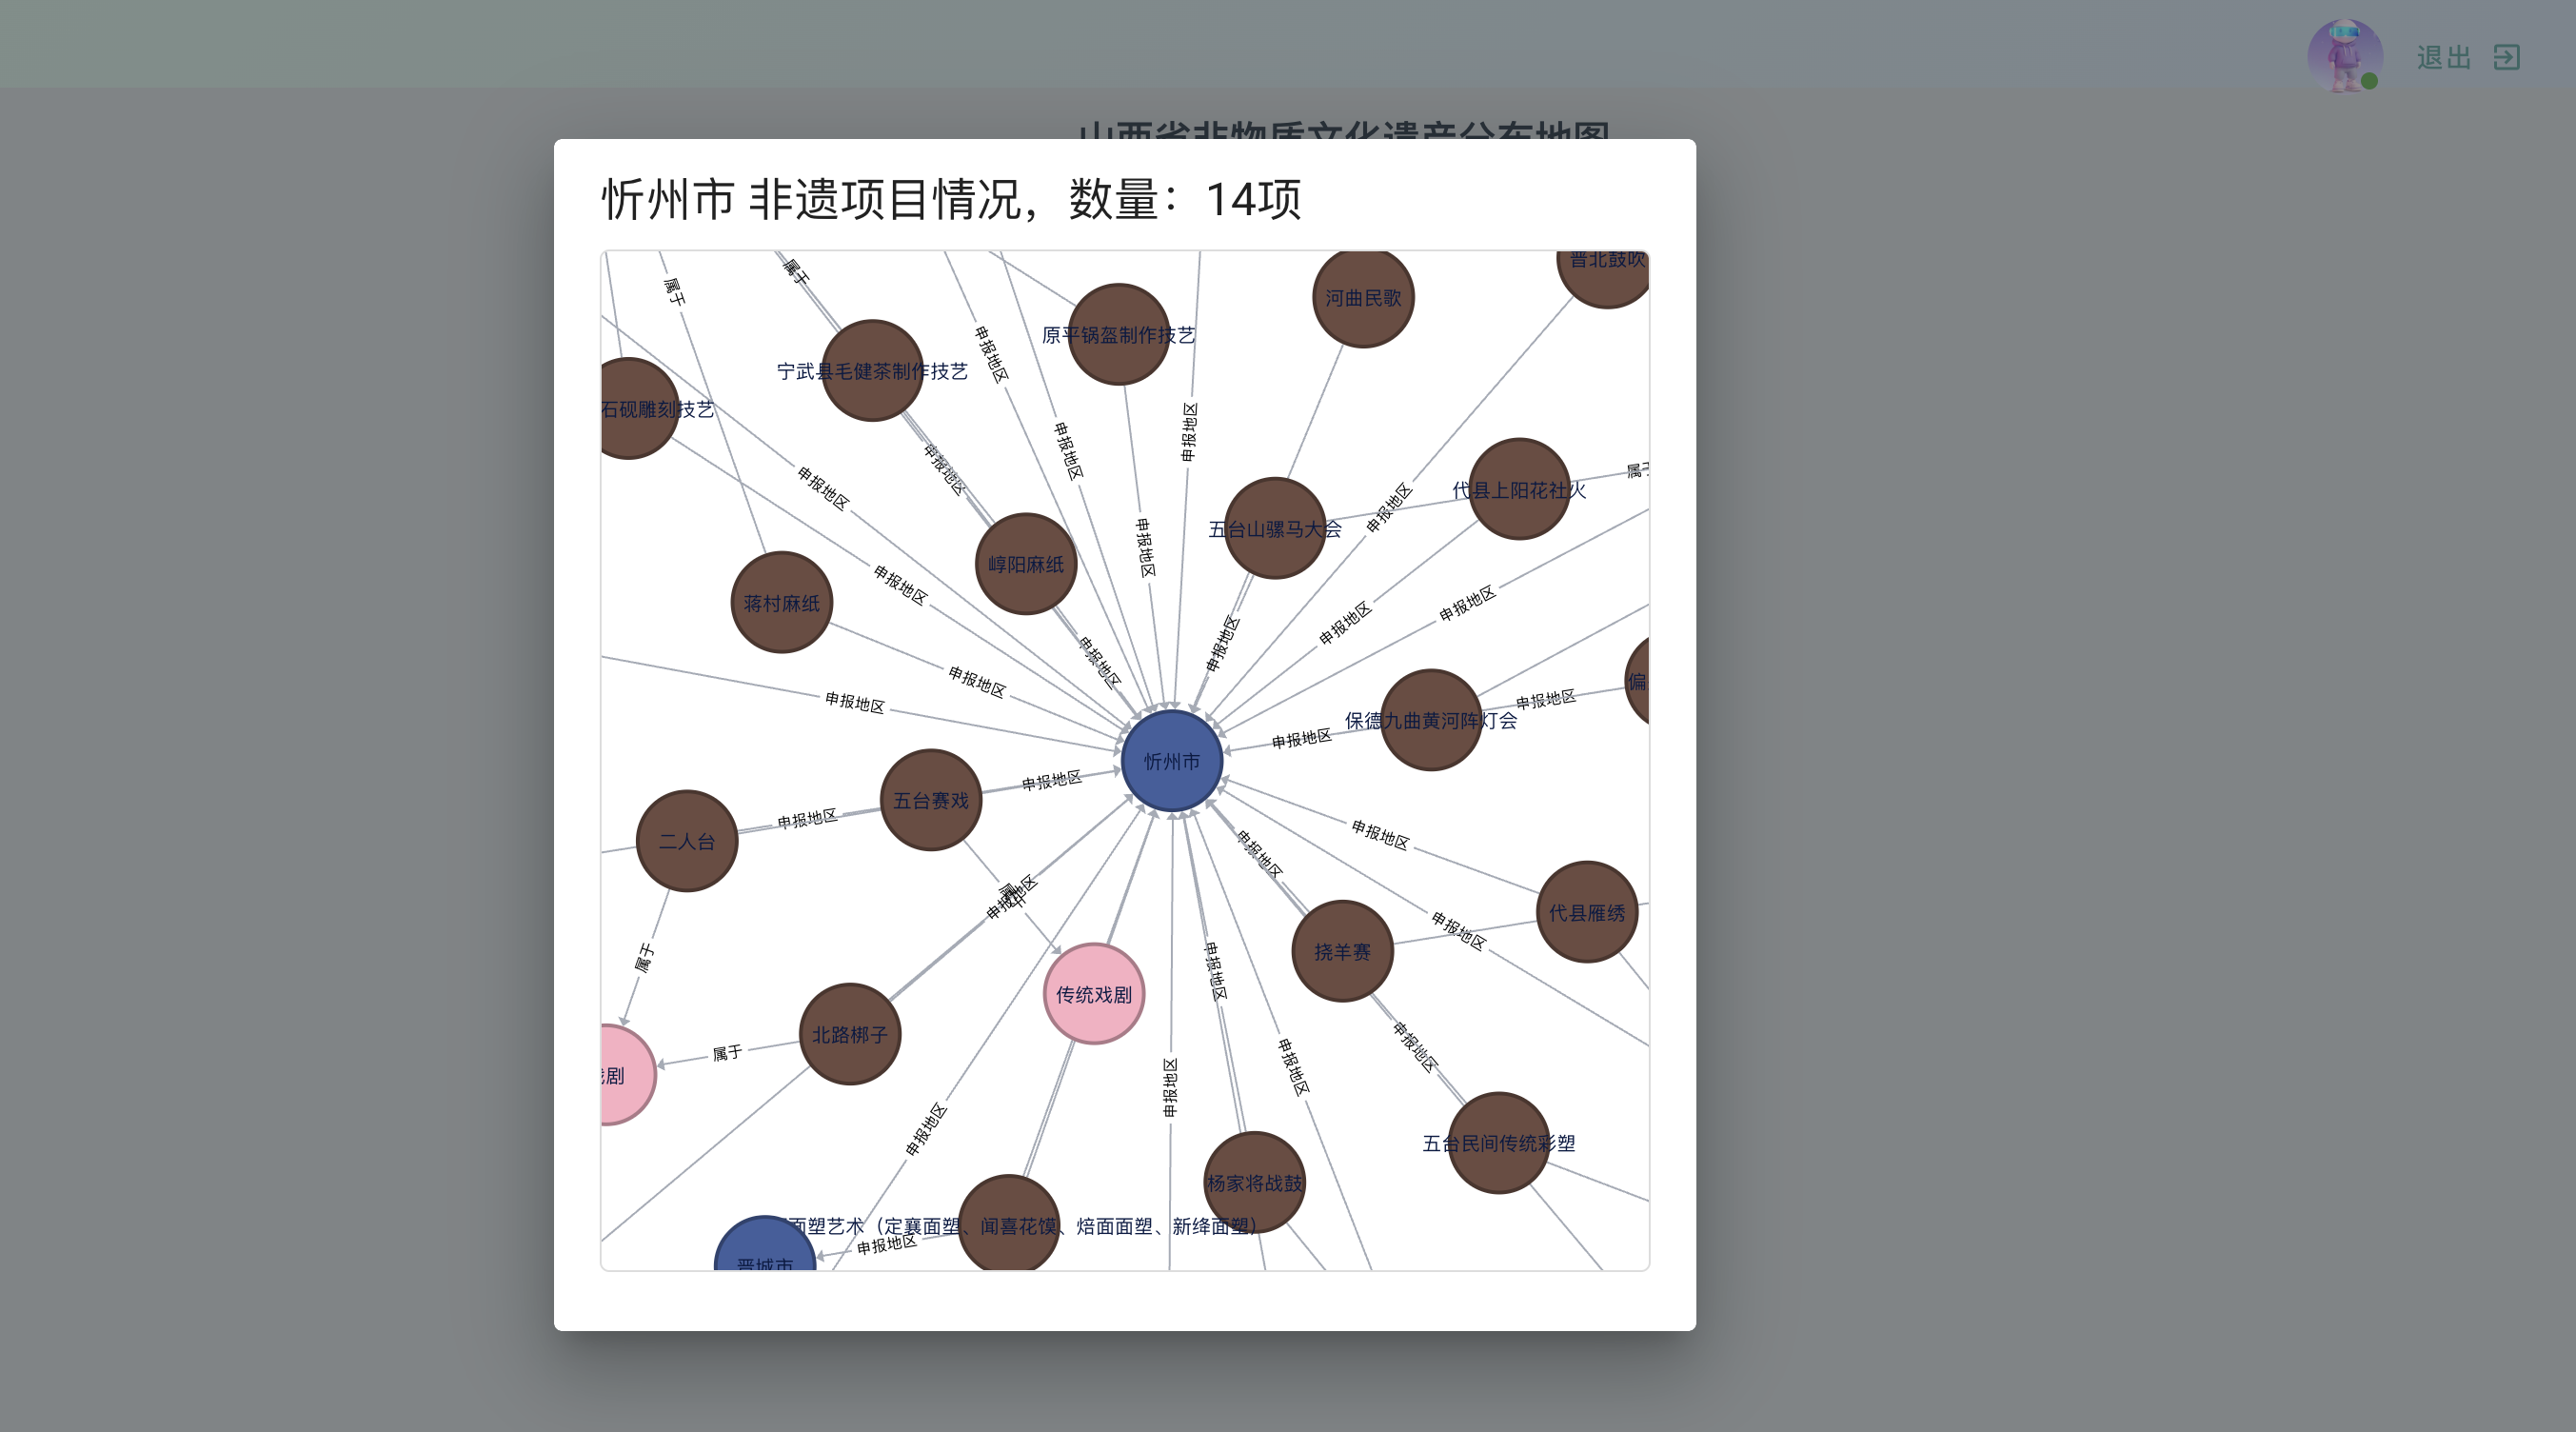 退出
山西省非物质文化遗产分布地图
忻州市 非遗项目情况，数量：14项
晋北鼓吹
属于
属于
河曲民歌
原平锅盔制作技艺
申报地区
宁武县毛健茶制作技艺
石砚雕刻技艺
申报地区
申报地区
申报地区
属于
申报地区
代县上阳花社火
申报地区
五台山骡马大会
申报地区
崞阳麻纸
申报地区
蒋村麻纸
申报地区
申报地区
申报地区
申报地区
申报地区
申报地区
申报地区
偏
申报地区
保德九曲黄河阵灯会
申报地区
忻州市
申报地区
五台赛戏
申报地区
二人台
申报地区
申报地区
属于
申报地区
代县雁绣
申报地区
挠羊赛
属于
申报地区
传统戏剧
北路梆子
申报地区
属于
剧
申报地区
申报地区
申报地区
五台民间传统彩塑
杨家将战鼓
面塑艺术（定襄面塑、闻喜花馍、焙面面塑、新绛面塑）
申报地区
晋城市